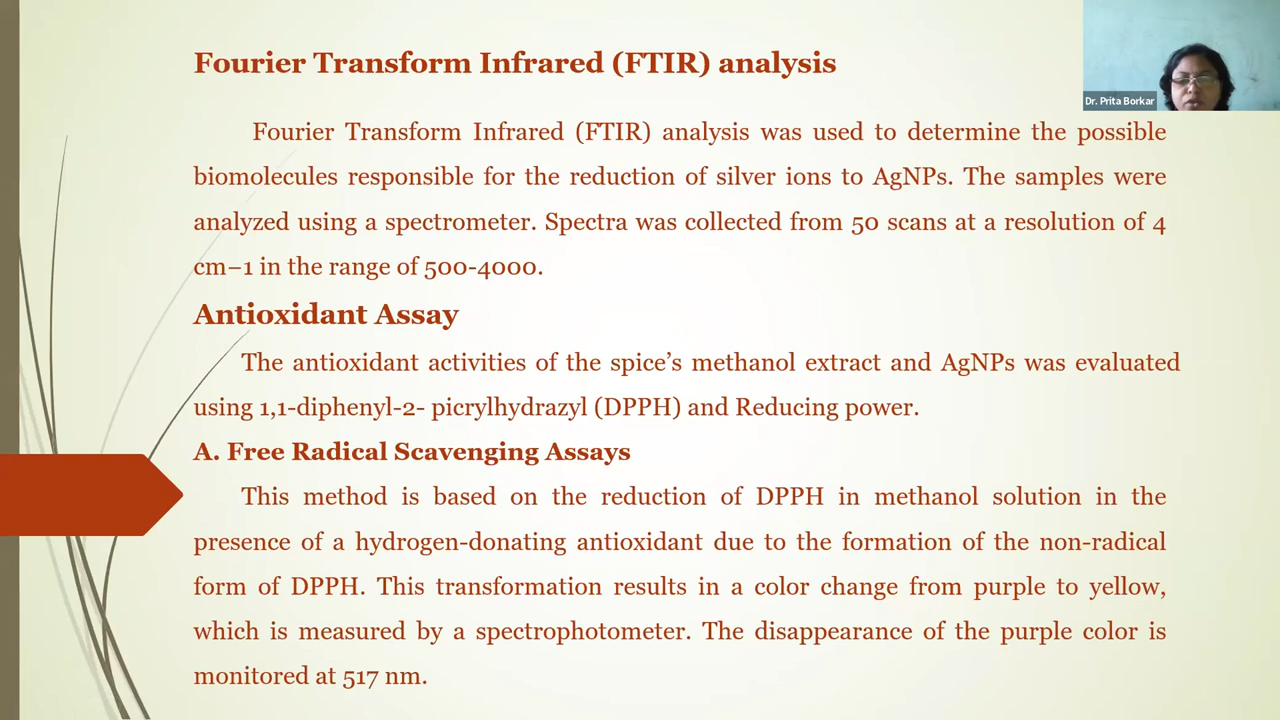 Fourier Transform Infrared (FTIR) analysis
Dr. Prita Borkar
Fourier Transform Infrared (FTIR) analysis was used to determine the possible
biomolecules responsible for the reduction of silver ions to AgNPs. The samples were
analyzed using a spectrometer. Spectra was collected from 50 scans at a resolution of 4
cm−1 in the range of 500-4000.
Antioxidant Assay
The antioxidant activities of the spice’s methanol extract and AgNPs was evaluated
using 1,1-diphenyl-2- picrylhydrazyl (DPPH) and Reducing power.
A. Free Radical Scavenging Assays
This method is based on the reduction of DPPH in methanol solution in the
presence of a hydrogen-donating antioxidant due to the formation of the non-radical
form of DPPH. This transformation results in a color change from purple to yellow,
which is measured by a spectrophotometer. The disappearance of the purple color is
monitored at 517 nm.